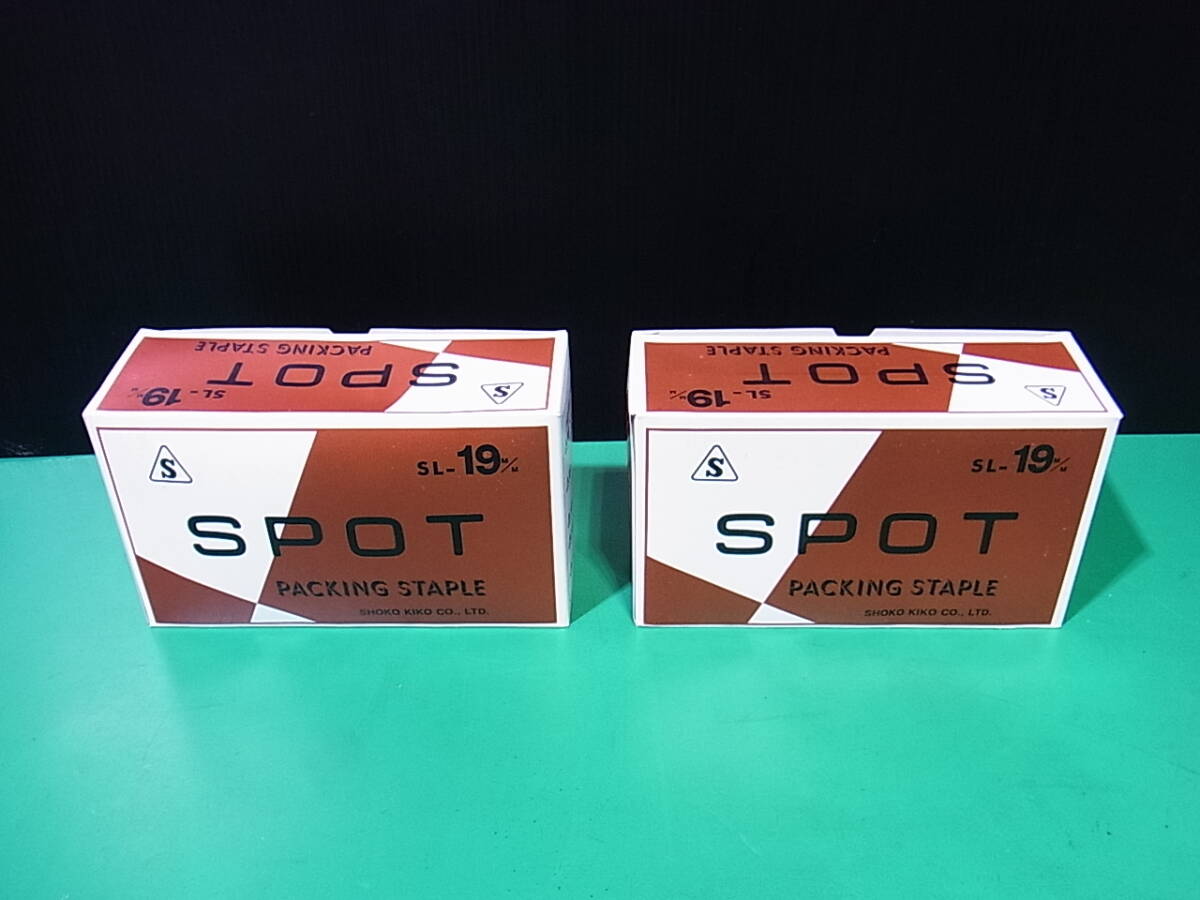 PACKING STAPLE
SPOT
SL-19M/M
S
S
SL-19M/M
SPOT
PACKING STAPLE
SHOKO KIKO CO., LTD.
PACKING STAPLE
SPOT
SL-19M/M
S
S
SL-19M/M
SPOT
PACKING STAPLE
SHOKO KIKO CO., LTD.